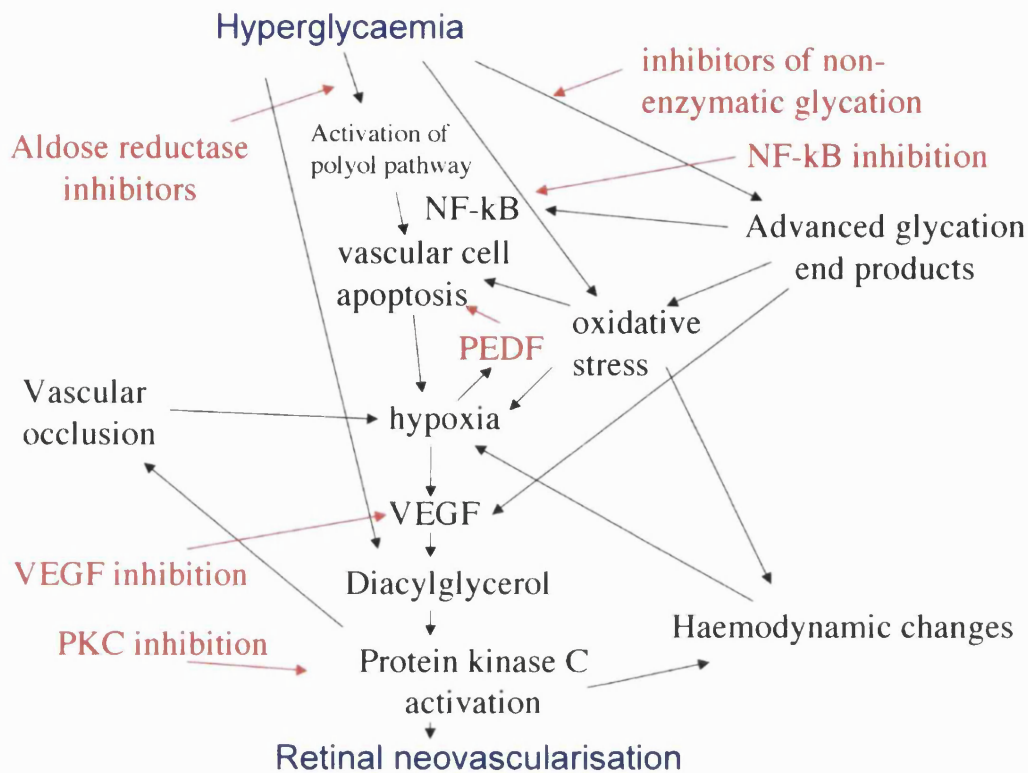 Hyperglycaemia
inhibitors of non-
enzymatic glycation
Aldose reductase
inhibitors
Activation of
polyol pathway
NF-kB inhibition
NF-kB
Advanced glycation
end products
vascular cell
apoptosis
oxidative
stress
PEDF
Vascular
occlusion
hypoxia
VEGF
VEGF inhibition
Diacylglycerol
Haemodynamic changes
PKC inhibition
Protein kinase C
activation
Retinal neovascularisation